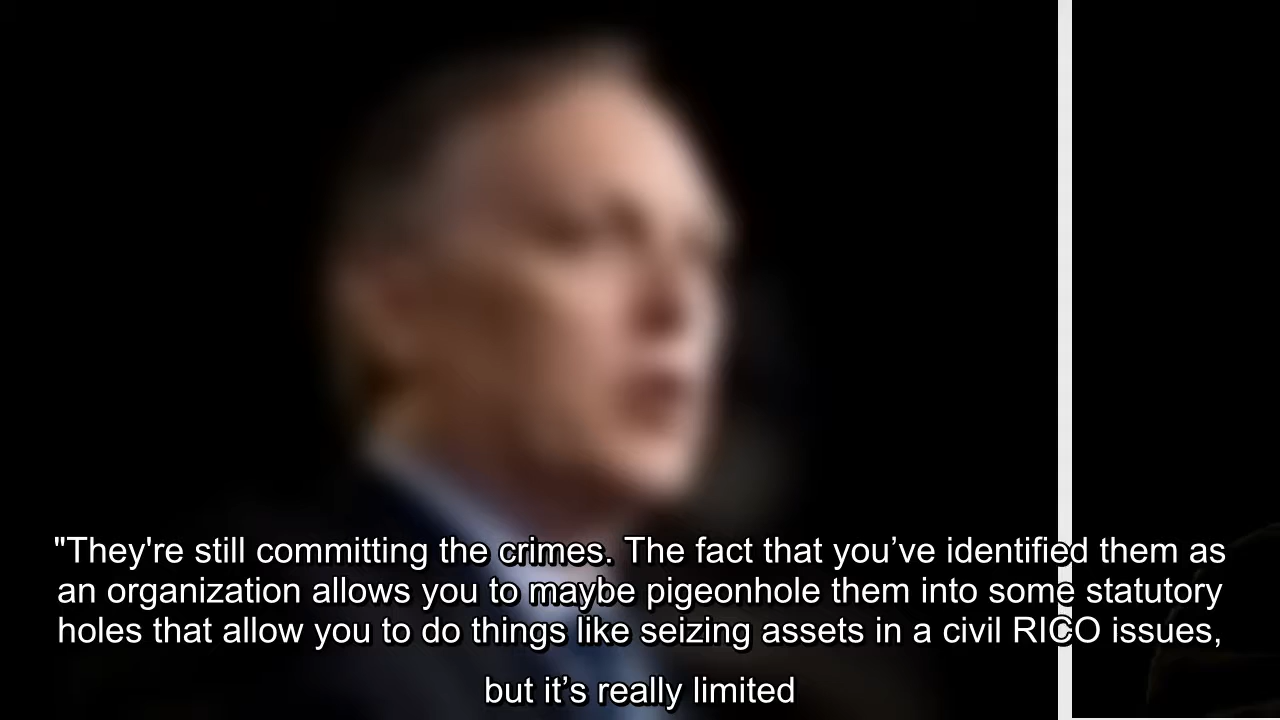 "They're still committing the crimes. The fact that you’ve identified them as
an organization allows you to maybe pigeonhole them into some statutory
holes that allow you to do things like seizing assets in a civil RICO issues,
but it’s really limited